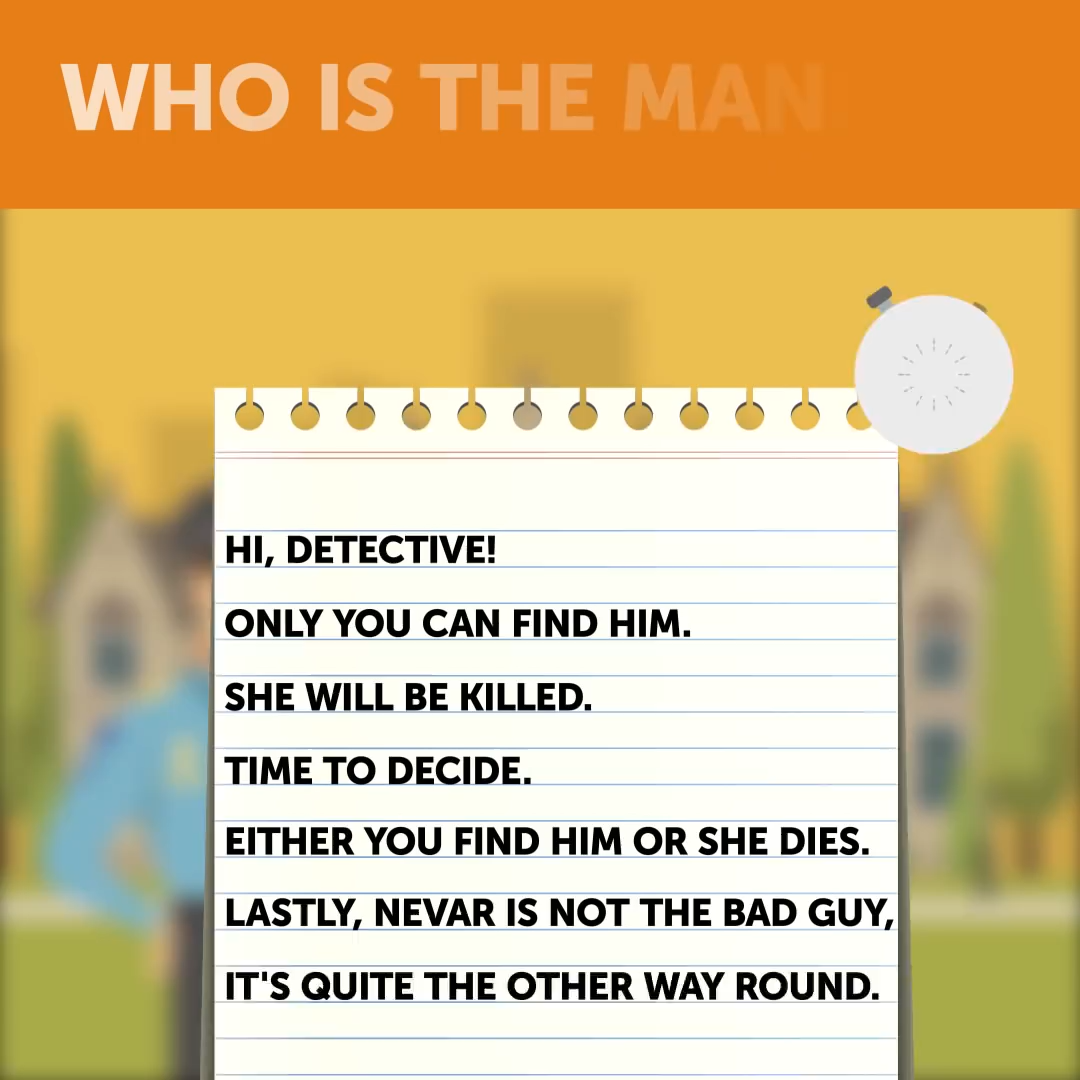 WHO IS THE MAN
HI, DETECTIVE!
ONLY YOU CAN FIND HIM.
SHE WILL BE KILLED.
TIME TO DECIDE.
EITHER YOU FIND HIM OR SHE DIES.
LASTLY, NEVAR IS NOT THE BAD GUY,
IT'S QUITE THE OTHER WAY ROUND.